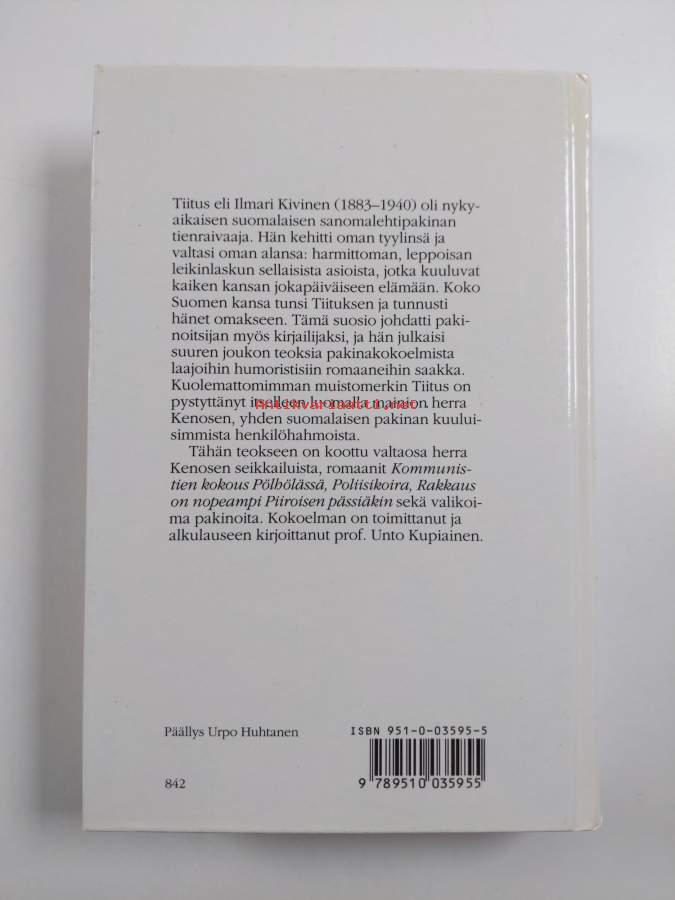 Tiitus eli Ilmari Kivinen (1883–1940) oli nyky-
aikaisen suomalaisen sanomalehtipakinan
tienraivaaja. Hän kehitti oman tyylinsä ja
valtasi oman alansa: harmittoman, leppoisan
leikinlaskun sellaisista asioista, jotka kuuluvat
kaiken kansan jokapäiväiseen elämään. Koko
Suomen kansa tunsi Tiituksen ja tunnusti
hänet omakseen. Tämä suosio johdatti paki-
noitsijan myös kirjailijaksi, ja hän julkaisi
suuren joukon teoksia pakinakokoelmista
laajoihin humoristisiin romaaneihin saakka.
Kuolemattomimman muistomerkin Tiitus on
pystyttänyt itselleen luomalla mainion herra
Antikvariaatti.net
Kenosen, yhden suomalaisen pakinan kuului-
simmista henkilöhahmoista.
Tähän teokseen on koottu valtaosa herra
Kenosen seikkailuista, romaanit Kommunis-
tien kokous Pölhölässä, Poliisikoira, Rakkaus
on nopeampi Piiroisen pässiäkin sekä valikoi-
ma pakinoita. Kokoelman on toimittanut ja
alkulauseen kirjoittanut prof. Unto Kupiainen.
Päällys Urpo Huhtanen
ISBN 951-0-03595-5
842
9 789510 035955